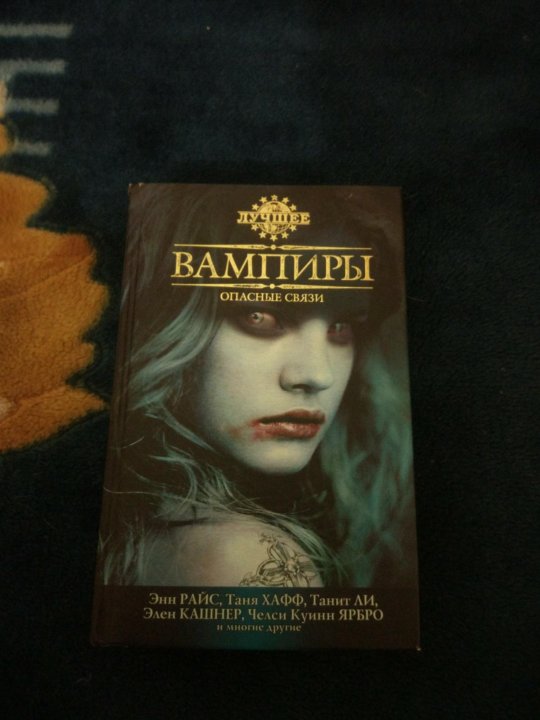 ЛУЧШЕЕ
ВАМПИРЫ
ОПАСНЫЕ СВЯЗИ
Энн РАЙС, Таня ХАФФ, Танит ЛИ,
Элен КАШНЕР, Челси Куинн ЯРБРО
и многие другие